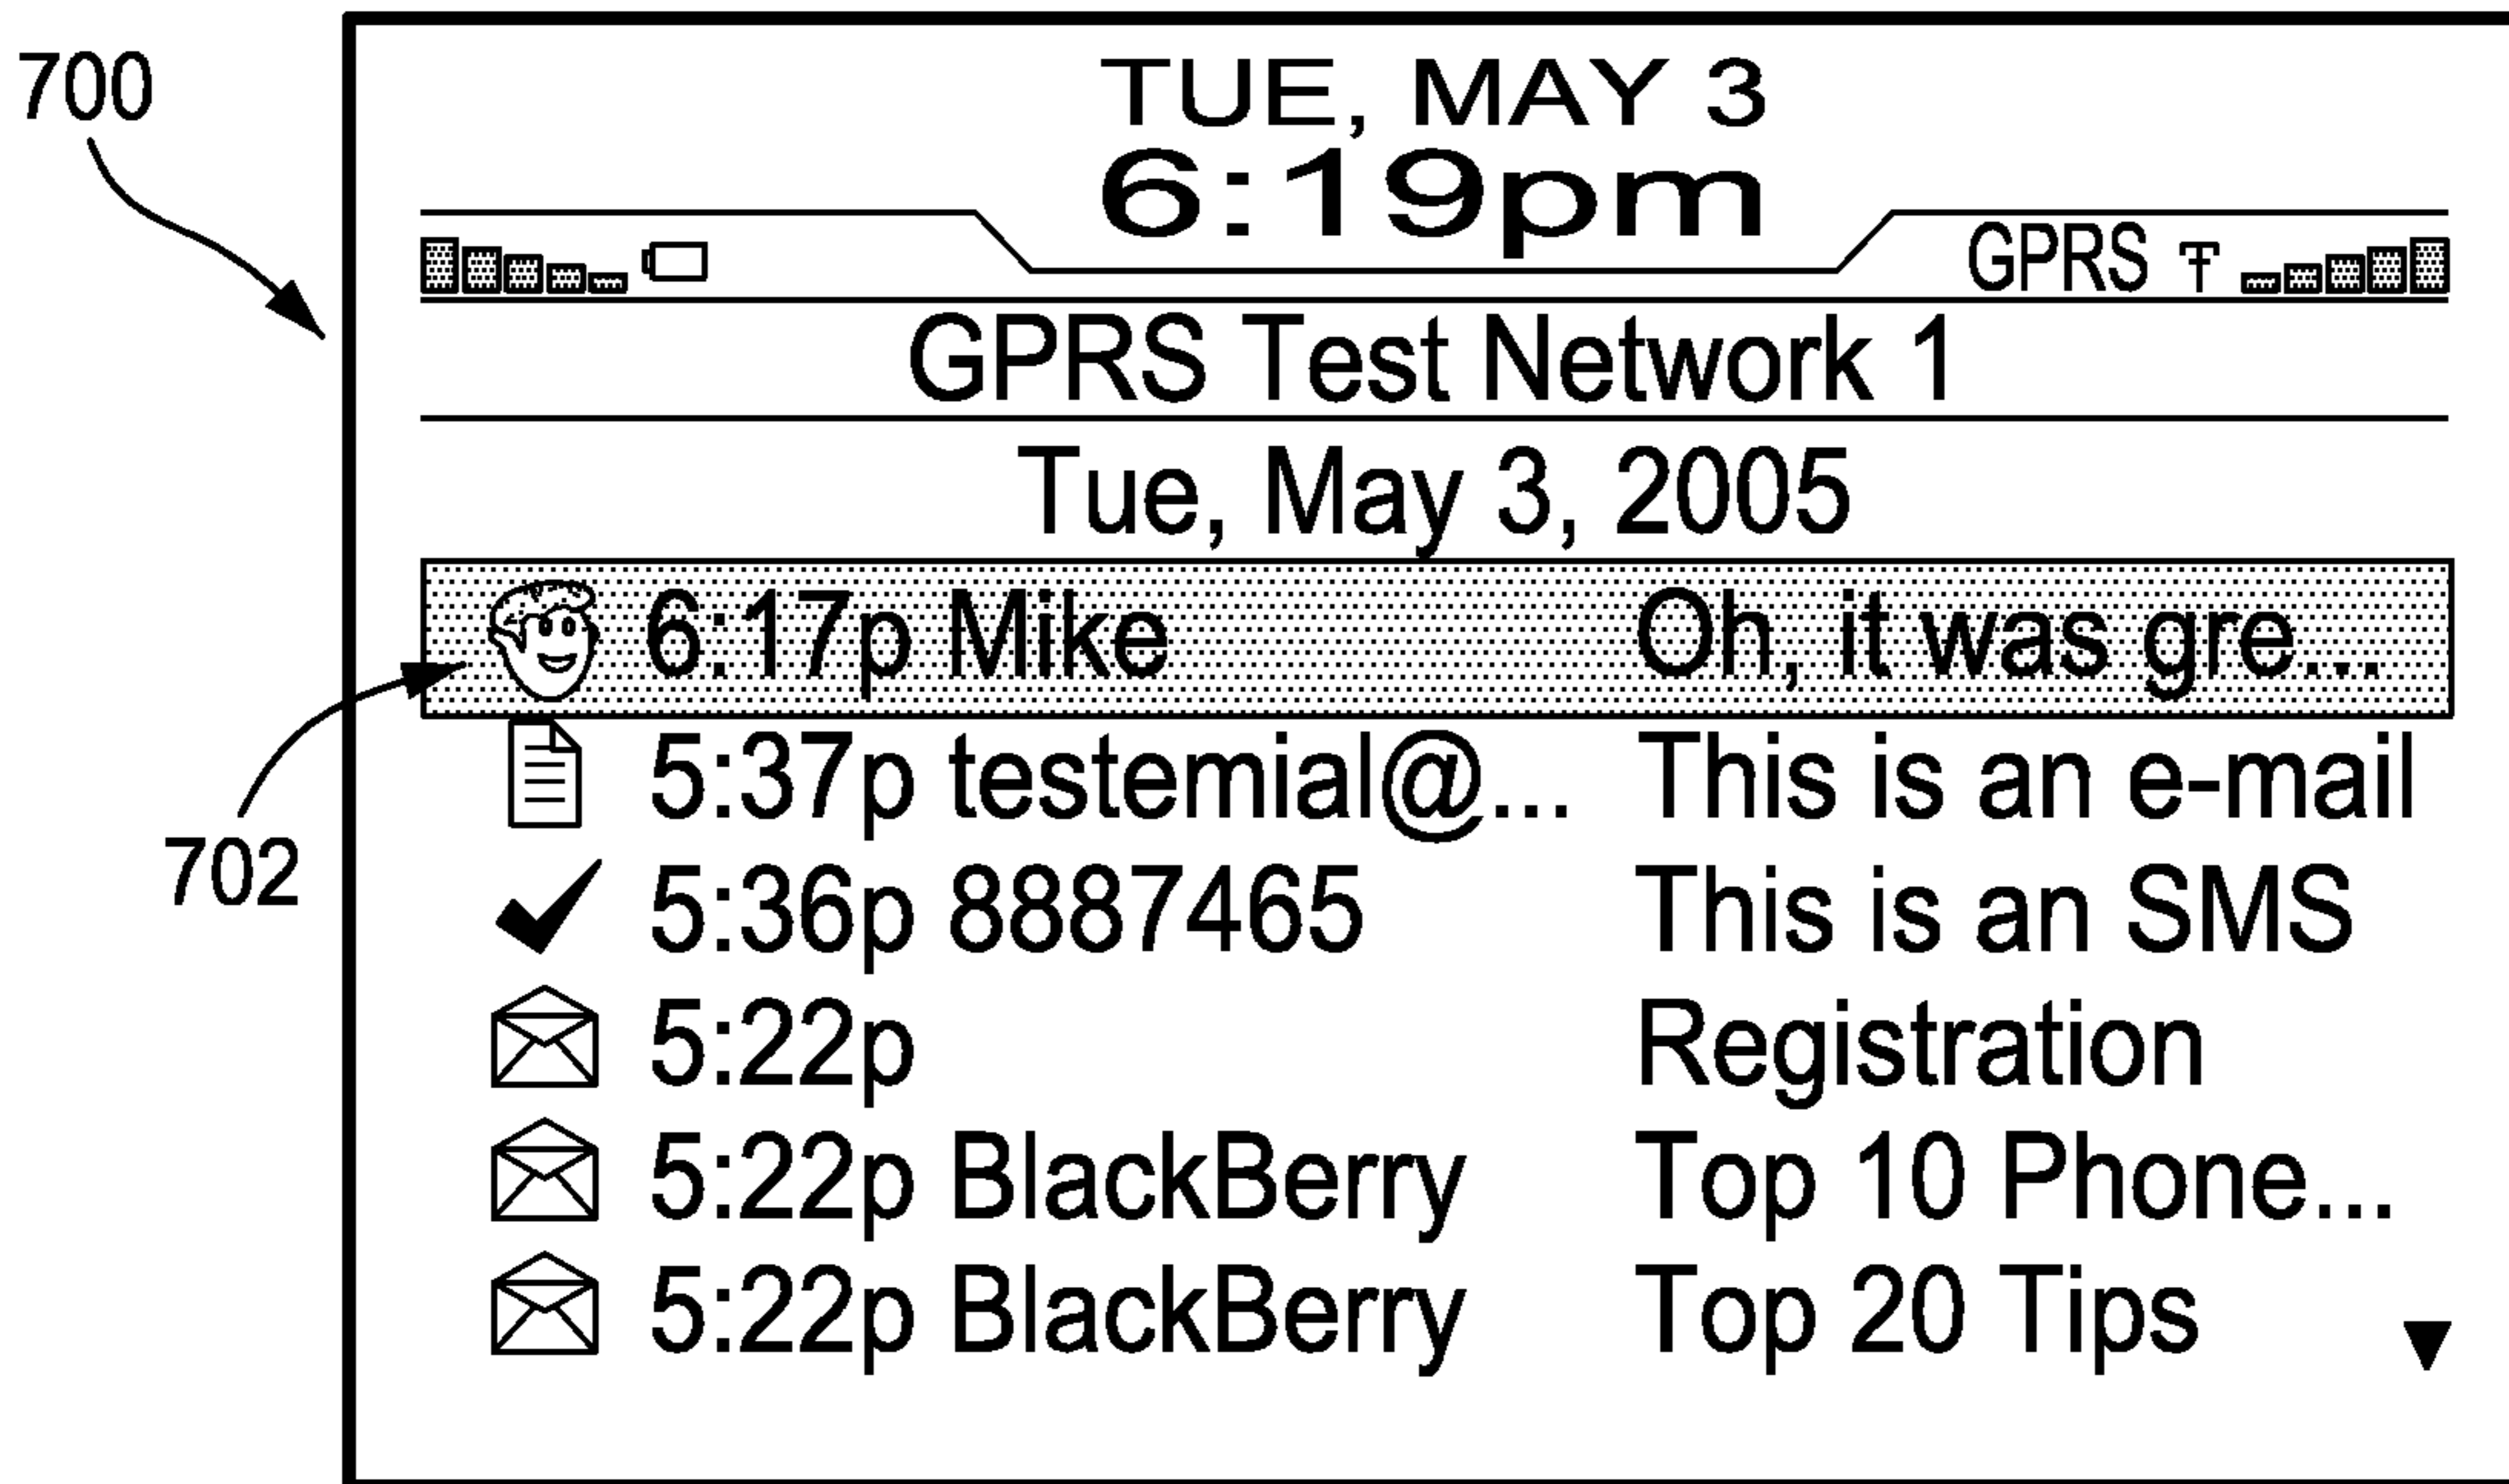 700
TUE, MAY 3
6:19pm
GPRS
GPRS Test Network 1
Tue, May 3, 2005
6:17p Mike Oh, it was gre...
5:37p testemial@... This is an e-mail
702
5:36p 8887465 This is an SMS
5:22p Registration
5:22p BlackBerry Top 10 Phone...
5:22p BlackBerry Top 20 Tips